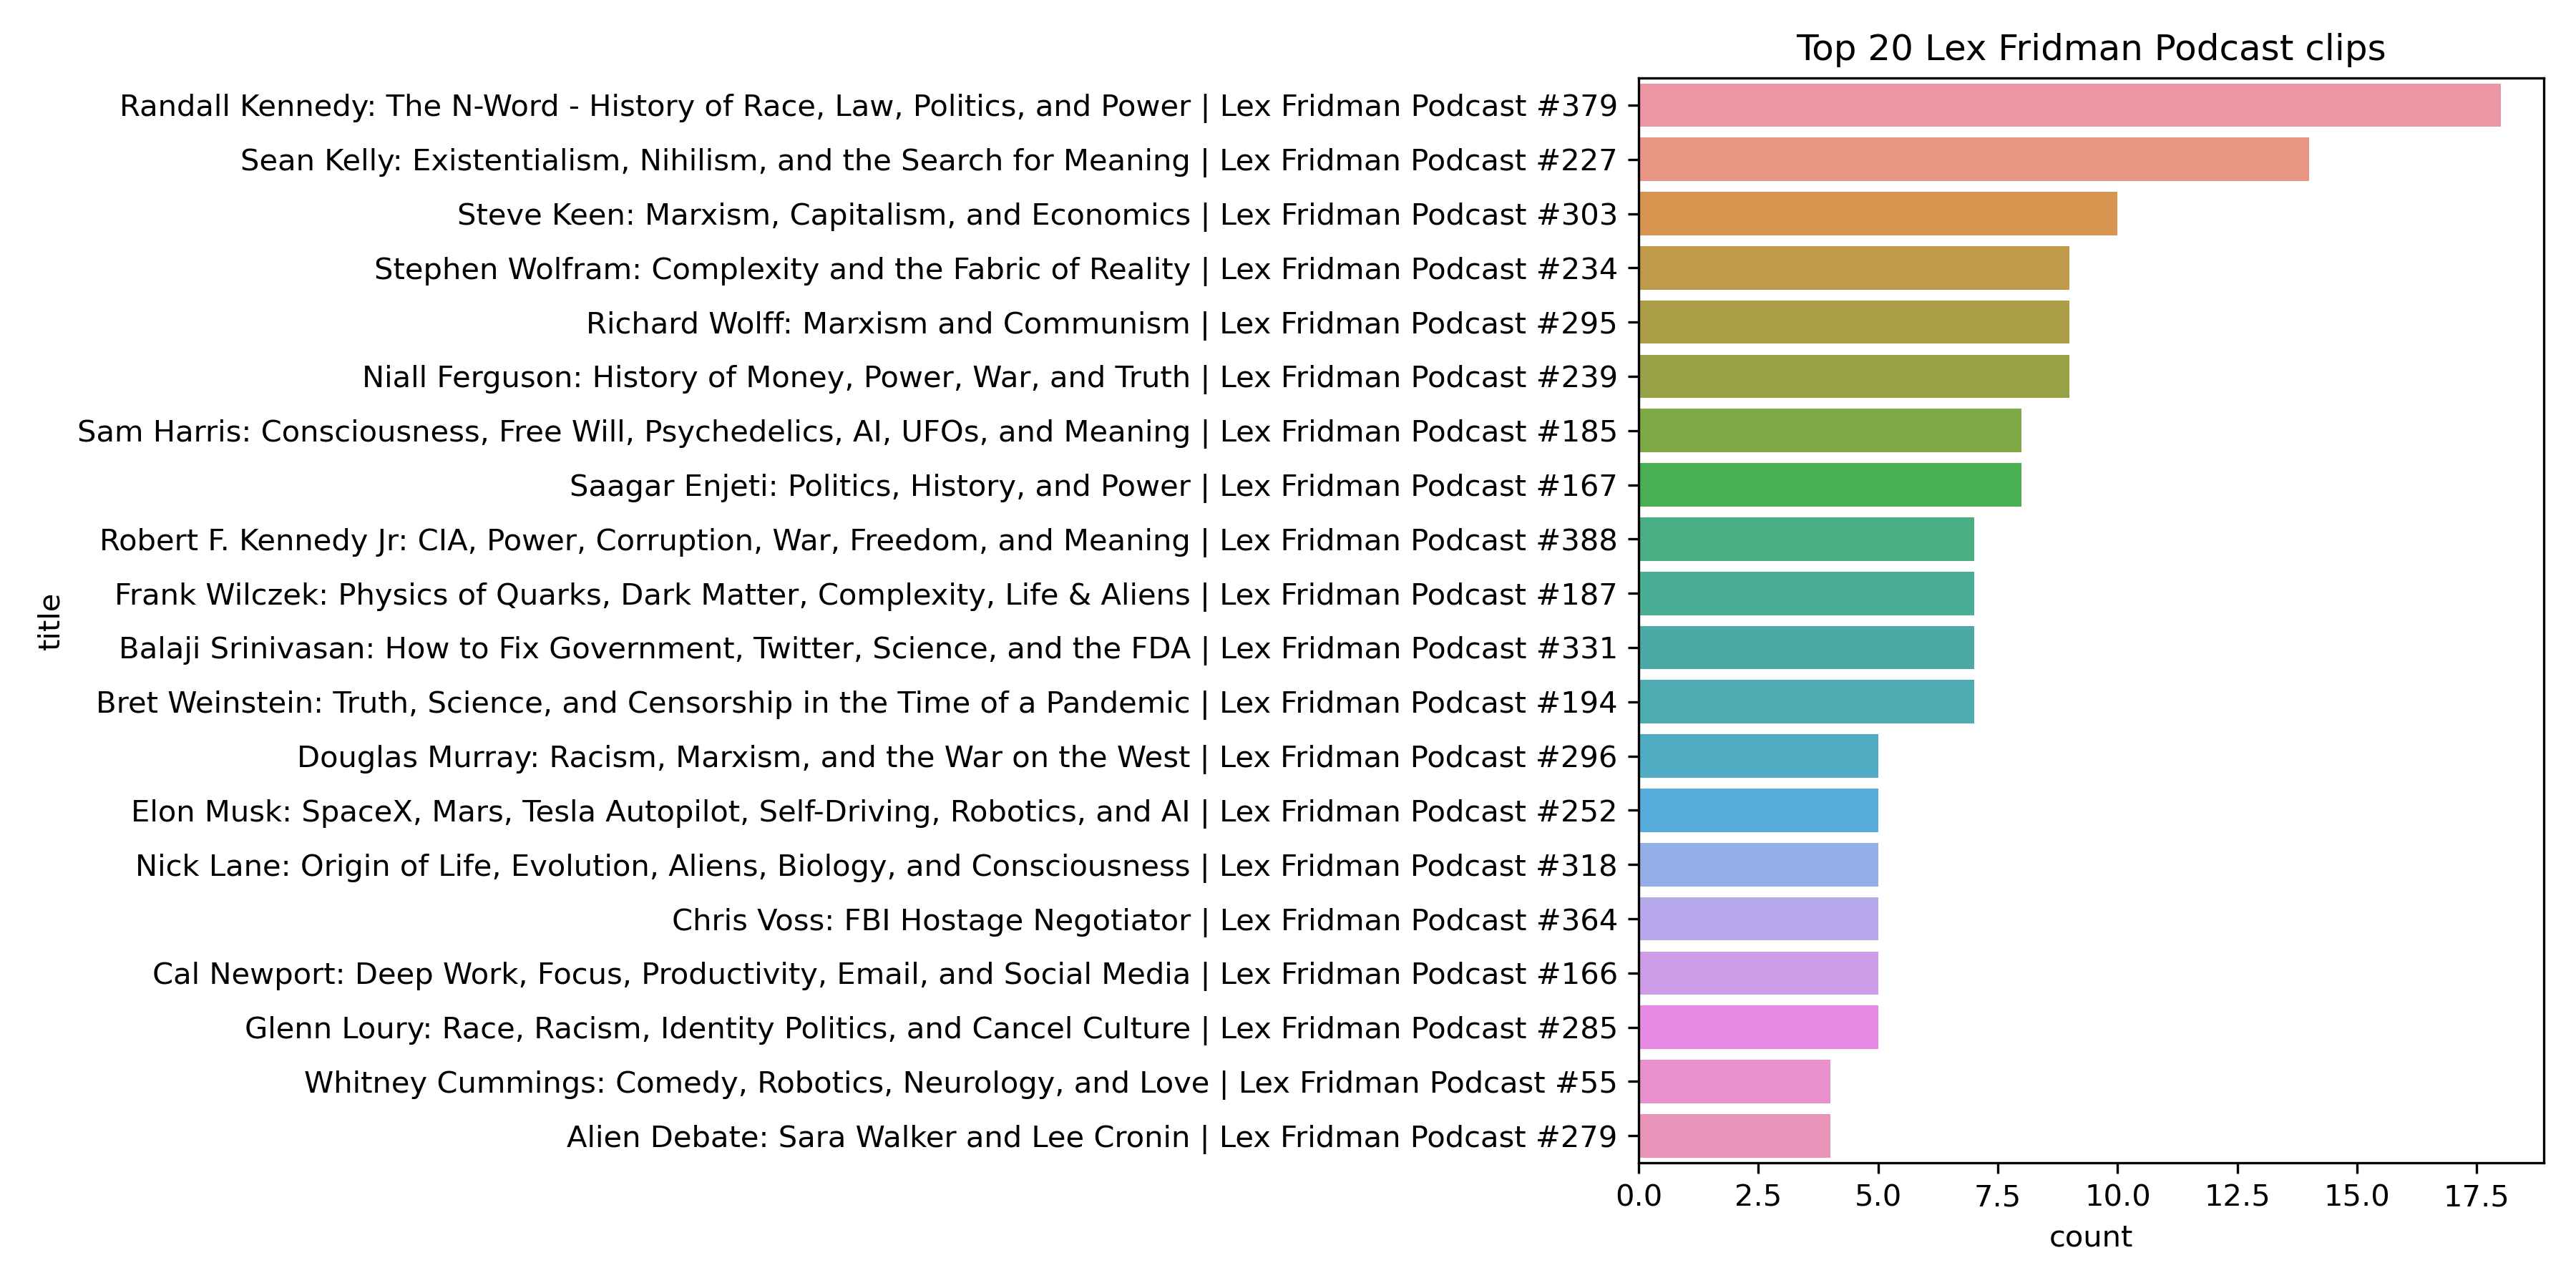 Top 20 Lex Fridman Podcast clips
Randall Kennedy: The N-Word - History of Race, Law, Politics, and Power | Lex Fridman Podcast #379
Sean Kelly: Existentialism, Nihilism, and the Search for Meaning | Lex Fridman Podcast #227
Steve Keen: Marxism, Capitalism, and Economics | Lex Fridman Podcast #303
Stephen Wolfram: Complexity and the Fabric of Reality | Lex Fridman Podcast #234
Richard Wolff: Marxism and Communism | Lex Fridman Podcast #295
Niall Ferguson: History of Money, Power, War, and Truth | Lex Fridman Podcast #239
Sam Harris: Consciousness, Free Will, Psychedelics, AI, UFOs, and Meaning | Lex Fridman Podcast #185
Saagar Enjeti: Politics, History, and Power | Lex Fridman Podcast #167
Robert F. Kennedy Jr: CIA, Power, Corruption, War, Freedom, and Meaning | Lex Fridman Podcast #388
Frank Wilczek: Physics of Quarks, Dark Matter, Complexity, Life & Aliens | Lex Fridman Podcast #187
Balaji Srinivasan: How to Fix Government, Twitter, Science, and the FDA | Lex Fridman Podcast #331
Bret Weinstein: Truth, Science, and Censorship in the Time of a Pandemic | Lex Fridman Podcast #194
Douglas Murray: Racism, Marxism, and the War on the West | Lex Fridman Podcast #296
Elon Musk: SpaceX, Mars, Tesla Autopilot, Self-Driving, Robotics, and AI | Lex Fridman Podcast #252
Nick Lane: Origin of Life, Evolution, Aliens, Biology, and Consciousness | Lex Fridman Podcast #318
Chris Voss: FBI Hostage Negotiator | Lex Fridman Podcast #364
Cal Newport: Deep Work, Focus, Productivity, Email, and Social Media | Lex Fridman Podcast #166
Glenn Loury: Race, Racism, Identity Politics, and Cancel Culture | Lex Fridman Podcast #285
Whitney Cummings: Comedy, Robotics, Neurology, and Love | Lex Fridman Podcast #55
Alien Debate: Sara Walker and Lee Cronin | Lex Fridman Podcast #279
title
0.0 2.5 5.0 7.5 10.0 12.5 15.0 17.5
count